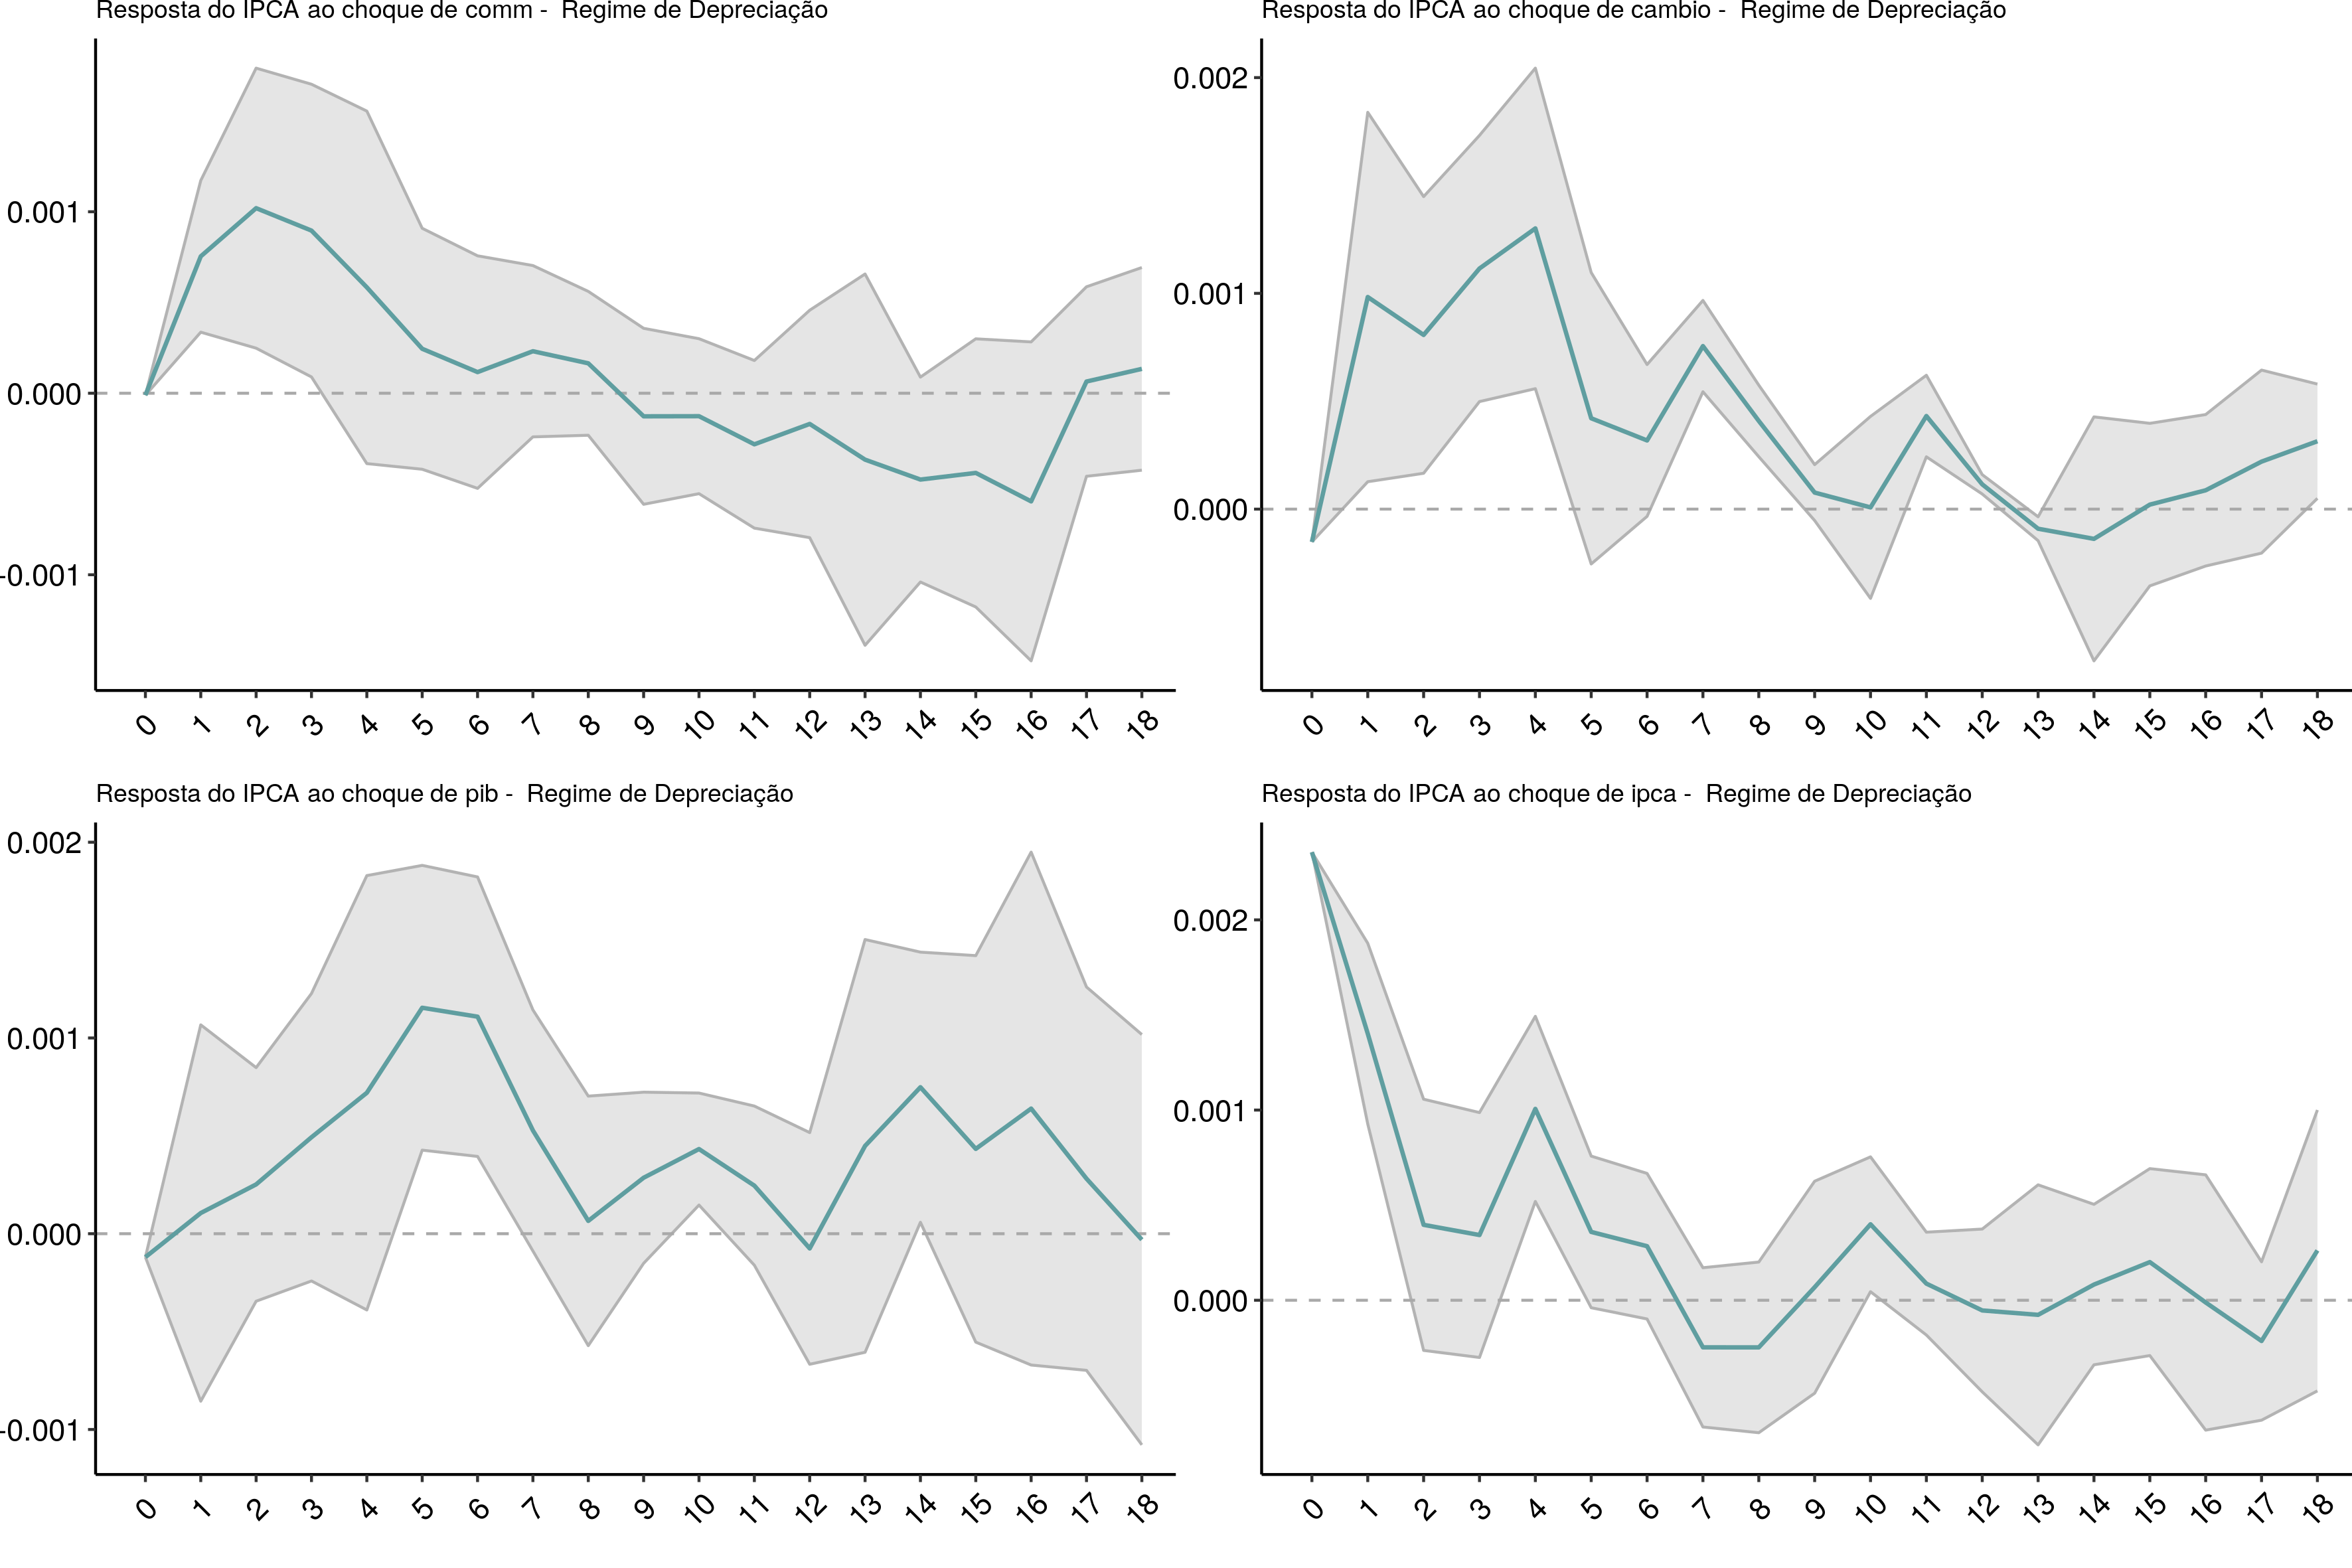 Resposta do IPCA ao choque de comm -  Regime de Depreciação
0.001
0.000
-0.001
0 1 2 3 4 5 6 7 8 9 10 11 12 13 14 15 16 17 18
Resposta do IPCA ao choque de cambio -  Regime de Depreciação
0.002
0.001
0.000
0 1 2 3 4 5 6 7 8 9 10 11 12 13 14 15 16 17 18
Resposta do IPCA ao choque de pib -  Regime de Depreciação
0.002
0.001
0.000
-0.001
0 1 2 3 4 5 6 7 8 9 10 11 12 13 14 15 16 17 18
Resposta do IPCA ao choque de ipca -  Regime de Depreciação
0.002
0.001
0.000
0 1 2 3 4 5 6 7 8 9 10 11 12 13 14 15 16 17 18